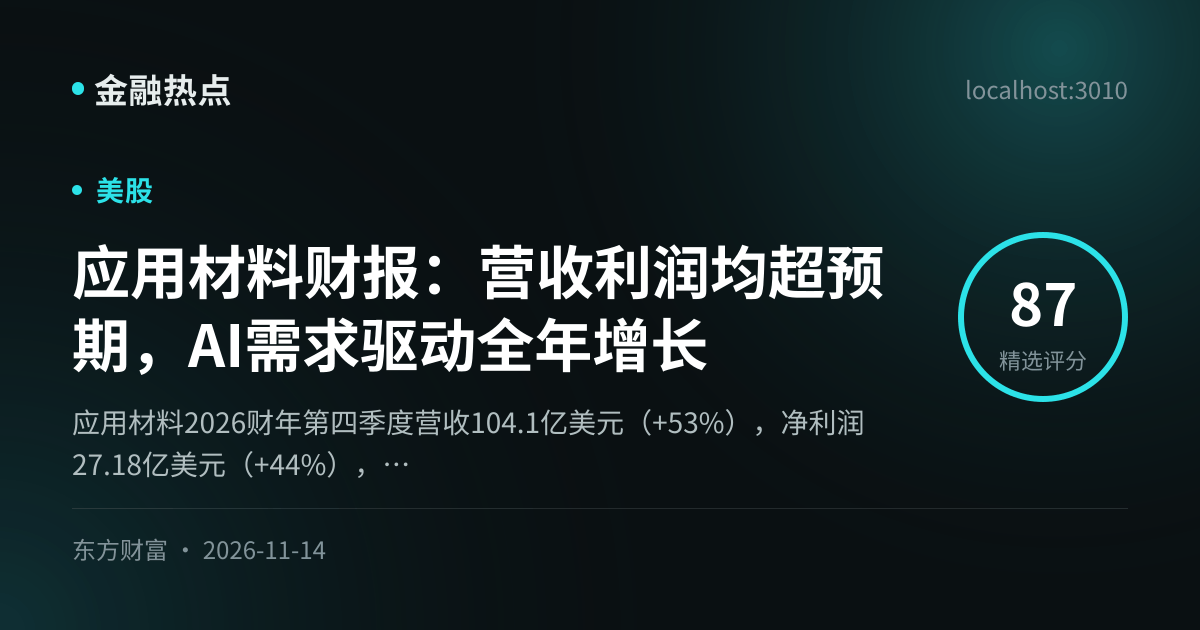 金融热点
localhost:3010
美股
应用材料财报：营收利润均超预
期，AI需求驱动全年增长
87
精选评分
应用材料2026财年第四季度营收104.1亿美元（+53%），净利润
27.18亿美元（+44%），…
东方财富 · 2026-11-14